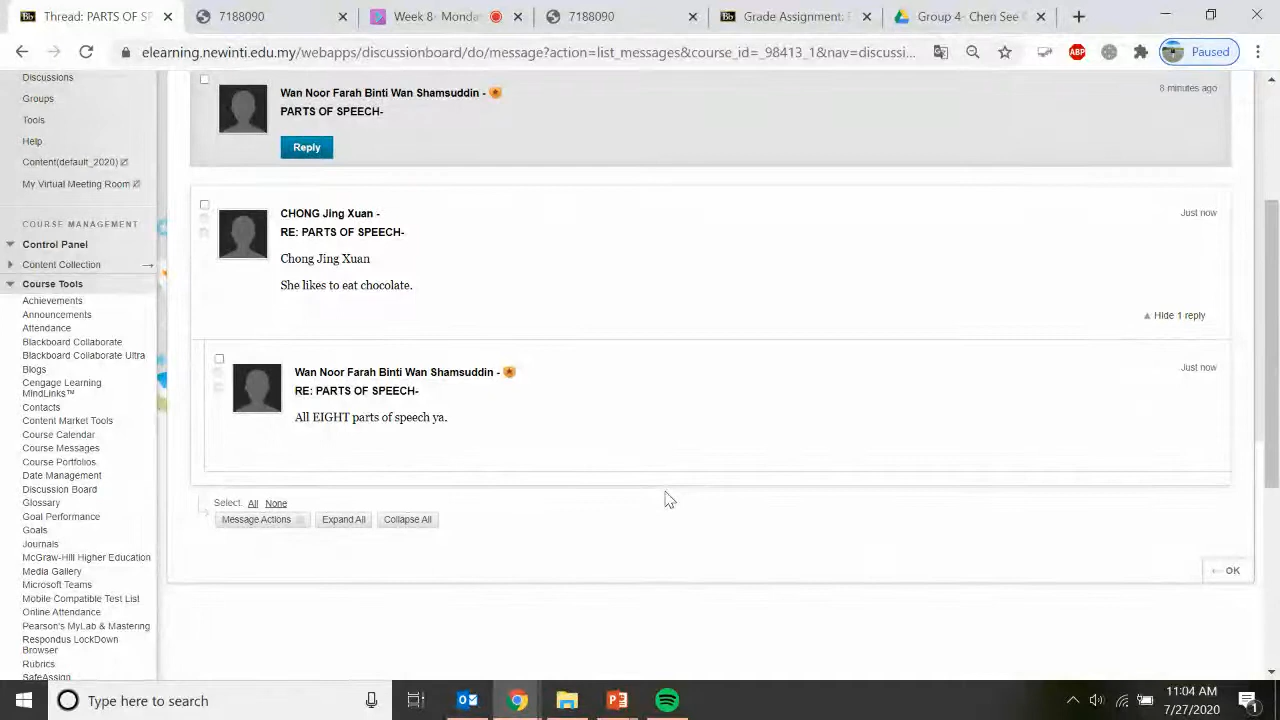 Thread: PARTS OF SP
7188090
Week 8- Monda
7188090
Grade Assignment:
Group 4- Chen See
elearning.newinti.edu.my/webapps/discussionboard/do/message?action=list_messages&course_id=_98413_1&nav=discussi...
ABP
Paused
Discussions
Groups
Tools
Help
Content(default_2020)
My Virtual Meeting Room
COURSE MANAGEMENT
Control Panel
Content Collection
Course Tools
Achievements
Announcements
Attendance
Blackboard Collaborate
Blackboard Collaborate Ultra
Blogs
Cengage Learning
MindLinks™
Contacts
Content Market Tools
Course Calendar
Course Messages
Course Portfolios
Date Management
Discussion Board
Glossary
Goal Performance
Goals
Journals
McGraw-Hill Higher Education
Media Gallery
Microsoft Teams
Mobile Compatible Test List
Online Attendance
Pearson's MyLab & Mastering
Respondus LockDown
Browser
Rubrics
SafeAssign
Wan Noor Farah Binti Wan Shamsuddin -
8 minutes ago
PARTS OF SPEECH-
Reply
CHONG Jing Xuan -
Just now
RE: PARTS OF SPEECH-
Chong Jing Xuan
She likes to eat chocolate.
Hide 1 reply
Wan Noor Farah Binti Wan Shamsuddin -
Just now
RE: PARTS OF SPEECH-
All EIGHT parts of speech ya.
Select: All None
Message Actions
Expand All
Collapse All
OK
Type here to search
11:04 AM
7/27/2020
1